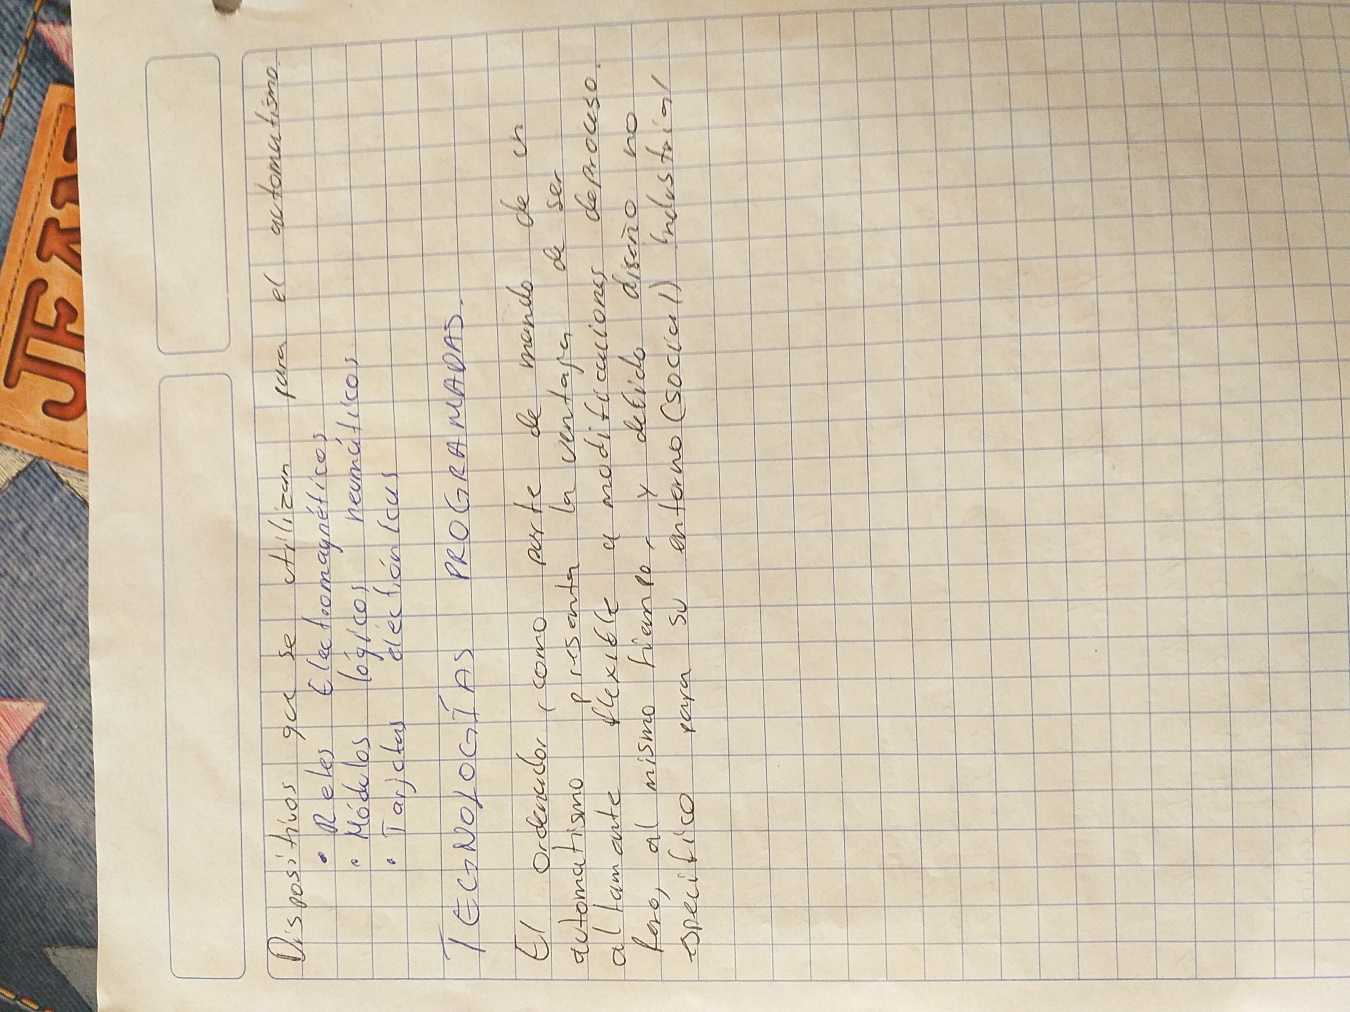 Dispositivos que se utilizan para el automatismo.
• Relés Electromagnéticos
• Módulos lógicos neumáticos
• Tarjetas electrónicas
TECNOLOGÍAS PROGRAMADAS.
El ordenador, como parte de mando de un
automatismo presenta la ventaja de ser
altamente flexible a modificaciones de proceso.
Pero, al mismo tiempo, y debido diseño no
específico para su entorno (social) industrial
JEAN